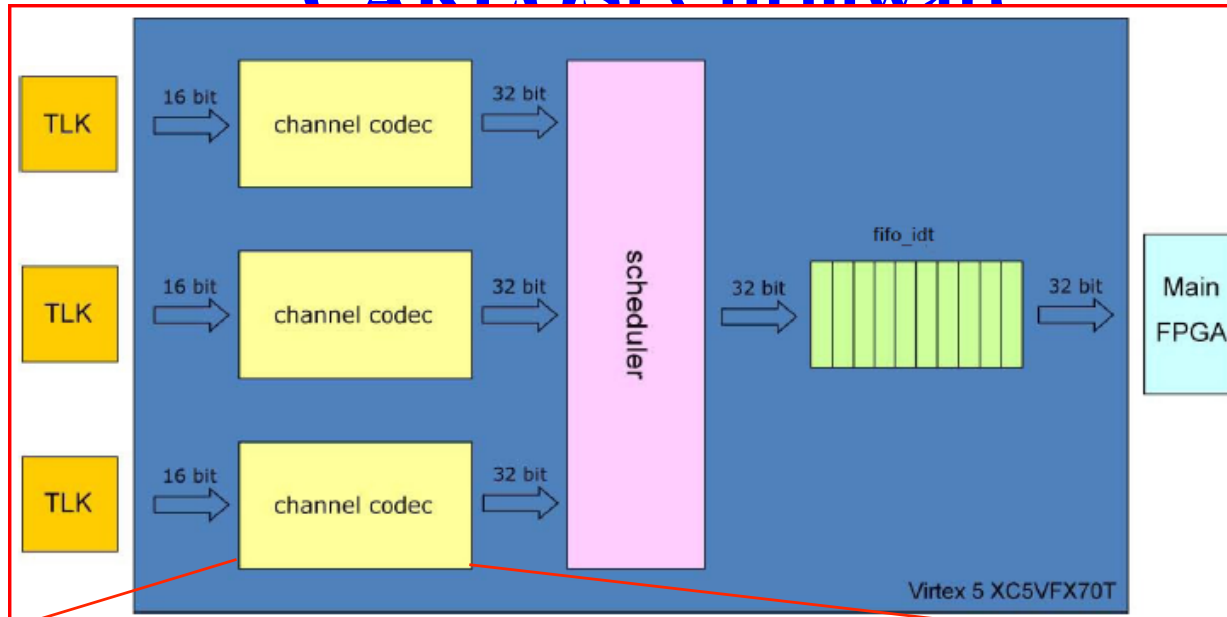 TLK
16 bit
channel codec
32 bit
TLK
16 bit
channel codec
32 bit
TLK
16 bit
channel codec
32 bit
scheduler
32 bit
fifo_idt
32 bit
Main
FPGA
Virtex 5 XC5VFX70T